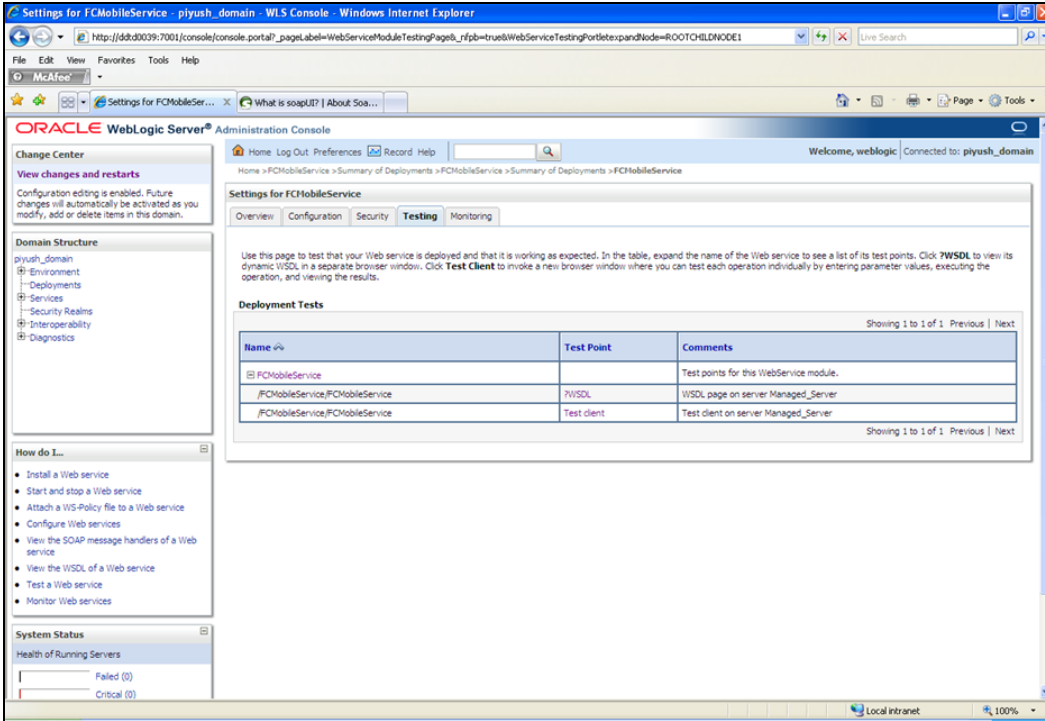 Settings for FCMobileService - piyush_domain - WLS Console - Windows Internet Explorer
http://ddtd0039:7001/console/console.portal?_pageLabel=WebServiceModuleTestingPage&_nfpb=true&WebServiceTestingPortletexpandNode=ROOTCHILDNODE1
Live Search
File Edit View Favorites Tools Help
McAfee
Settings for FCMobileSer... X What is soapUI? | About Soa...
Page Tools
ORACLE WebLogic Server® Administration Console
Change Center
View changes and restarts
Configuration editing is enabled. Future
changes will automatically be activated as you
modify, add or delete items in this domain.
Domain Structure
piyush_domain
Environment
Deployments
Services
Security Realms
Interoperability
Diagnostics
How do I...
Install a Web service
Start and stop a Web service
Attach a WS-Policy file to a Web service
Configure Web services
View the SOAP message handlers of a Web
service
View the WSDL of a Web service
Test a Web service
Monitor Web services
System Status
Health of Running Servers
Failed (0)
Critical (0)
Home Log Out Preferences Record Help
Welcome, weblogic Connected to: piyush_domain
Home >FCMobileService >Summary of Deployments >FCMobileService >Summary of Deployments >FCMobileService
Settings for FCMobileService
Overview Configuration Security Testing Monitoring
Use this page to test that your Web service is deployed and that it is working as expected. In the table, expand the name of the Web service to see a list of its test points. Click ?WSDL to view its
dynamic WSDL in a separate browser window. Click Test Client to invoke a new browser window where you can test each operation individually by entering parameter values, executing the
operation, and viewing the results.
Deployment Tests
Showing 1 to 1 of 1 Previous | Next
Name Test Point Comments
FCMobileService Test points for this WebService module.
/FCMobileService/FCMobileService ?WSDL WSDL page on server Managed_Server
/FCMobileService/FCMobileService Test client Test client on server Managed_Server
Showing 1 to 1 of 1 Previous | Next
Local intranet 100%